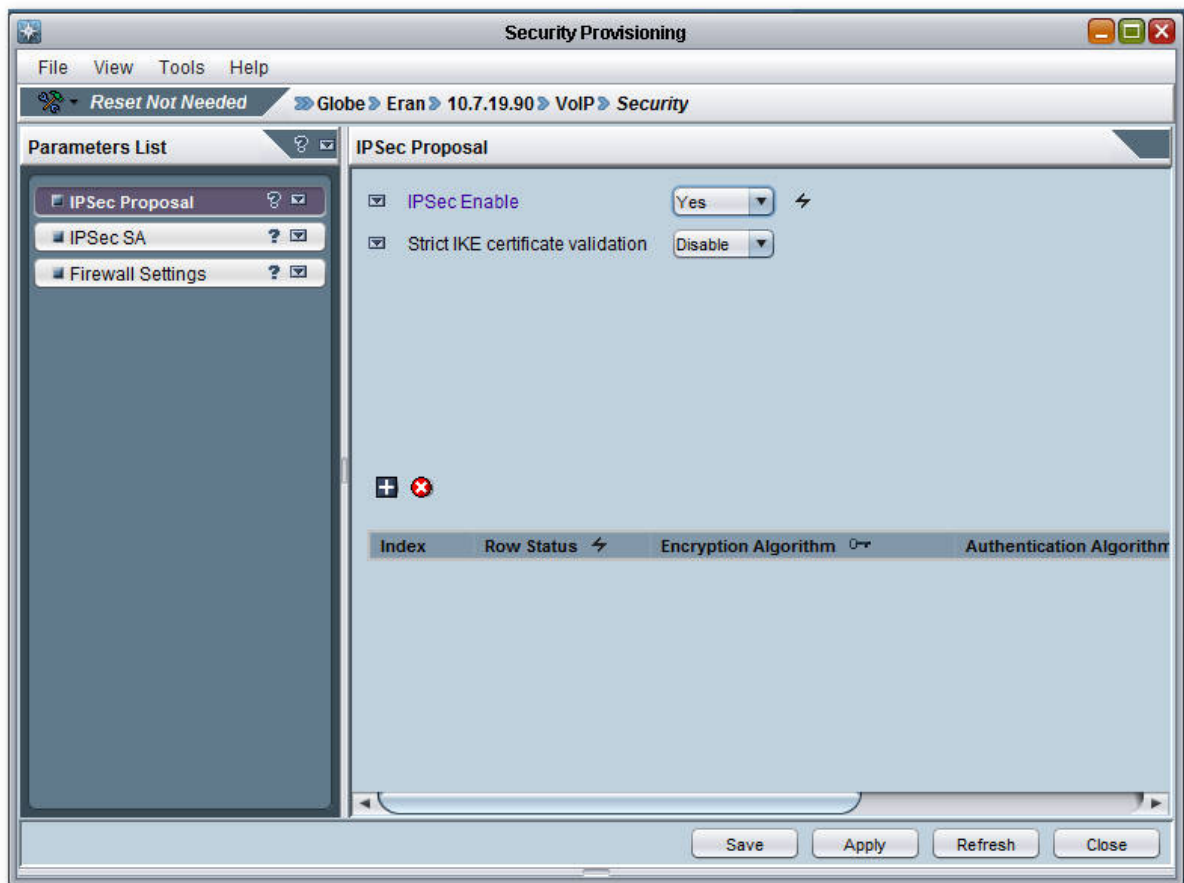 Security Provisioning
File View Tools Help
Reset Not Needed Globe Eran 10.7.19.90 VoIP Security
Parameters List
IPSec Proposal
IPSec SA
Firewall Settings
IPSec Proposal
IPSec Enable Yes
Strict IKE certificate validation Disable
Index Row Status Encryption Algorithm Authentication Algorithm
Save Apply Refresh Close